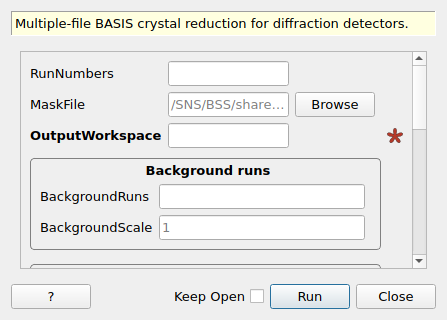 Multiple-file BASIS crystal reduction for diffraction detectors.
RunNumbers
MaskFile /SNS/BSS/share... Browse
OutputWorkspace *
Background runs
BackgroundRuns
BackgroundScale 1
? Keep Open Run Close